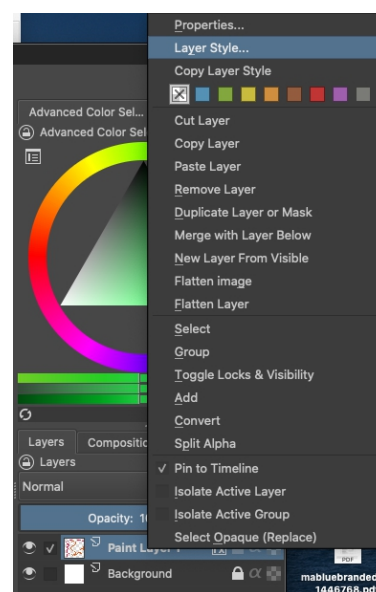 Properties...
Layer Style...
Copy Layer Style
Cut Layer
Copy Layer
Paste Layer
Remove Layer
Duplicate Layer or Mask
Merge with Layer Below
New Layer From Visible
Flatten image
Flatten Layer
Select
Group
Toggle Locks & Visibility
Add
Convert
Split Alpha
Pin to Timeline
Isolate Active Layer
Isolate Active Group
Select Opaque (Replace)
Advanced Color Sel...
Advanced Color Sel
Layers Compositio
Layers
Normal
Opacity: 10
Paint Layer 1
Background
PDF
mabluebranded
1446768.pd